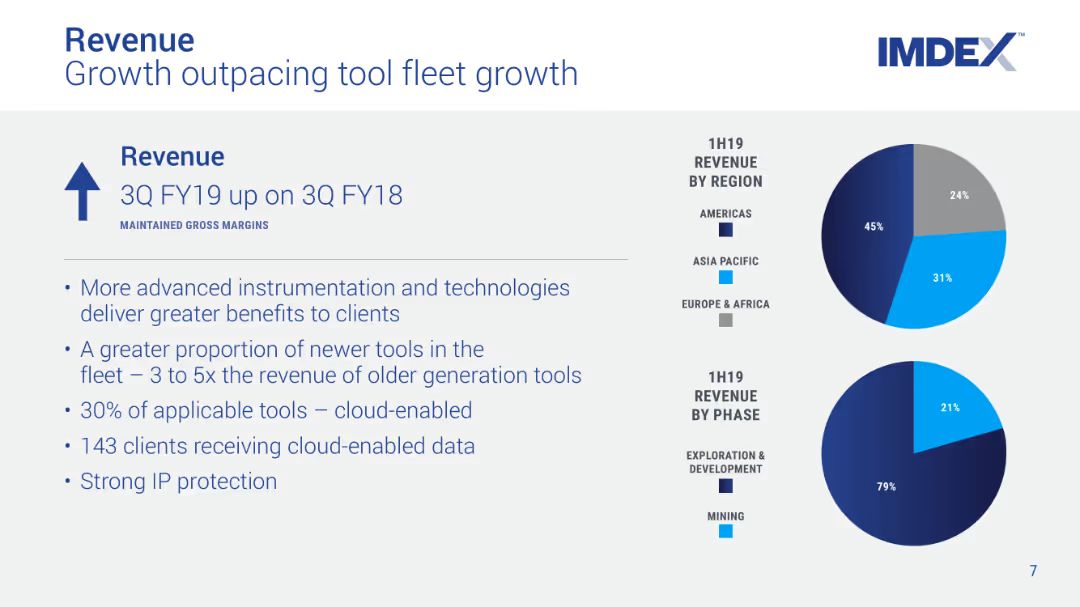 Revenue
Growth outpacing tool fleet growth
IMDEX™
Revenue
3Q FY19 up on 3Q FY18
MAINTAINED GROSS MARGINS
• More advanced instrumentation and technologies
deliver greater benefits to clients
• A greater proportion of newer tools in the
fleet – 3 to 5x the revenue of older generation tools
• 30% of applicable tools – cloud-enabled
• 143 clients receiving cloud-enabled data
• Strong IP protection
1H19
REVENUE
BY REGION
AMERICAS
ASIA PACIFIC
EUROPE & AFRICA
24%
45%
31%
1H19
REVENUE
BY PHASE
EXPLORATION &
DEVELOPMENT
MINING
21%
79%
7